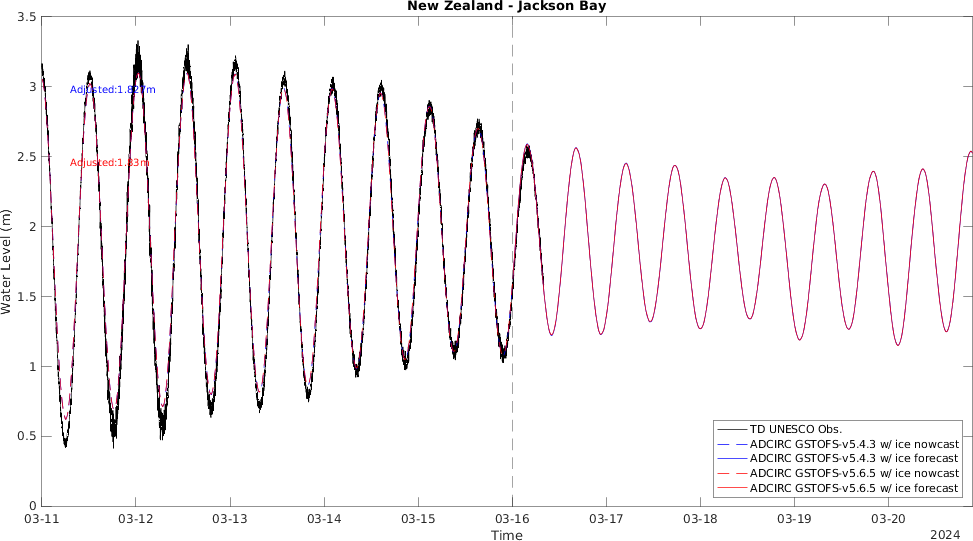 New Zealand - Jackson Bay
3.5
3
2.5
2
1.5
1
0.5
0
Water Level (m)
Adjusted:1.827m
Adjusted:1.83m
TD UNESCO Obs.
ADCIRC GSTOFS-v5.4.3 w/ ice nowcast
ADCIRC GSTOFS-v5.4.3 w/ ice forecast
ADCIRC GSTOFS-v5.6.5 w/ ice nowcast
ADCIRC GSTOFS-v5.6.5 w/ ice forecast
03-11 03-12 03-13 03-14 03-15 03-16 03-17 03-18 03-19 03-20
Time
2024